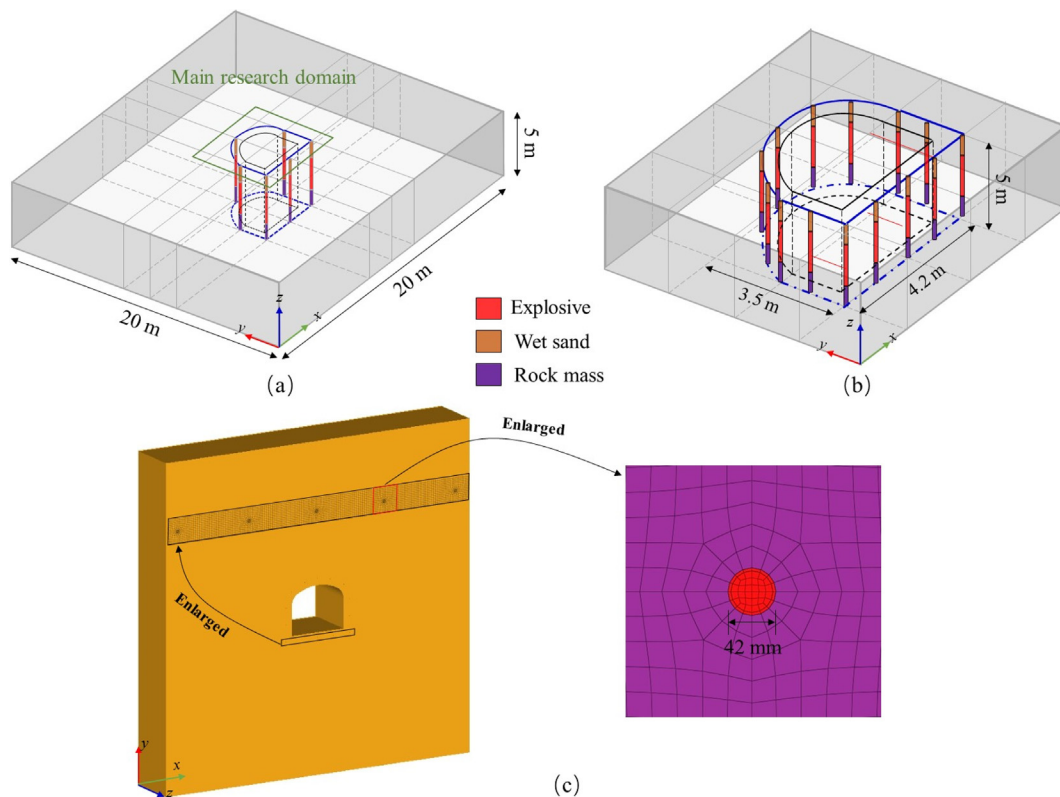 Main research domain
5 m
20 m
20 m
z
y
x
(a)
Explosive
Wet sand
Rock mass
5 m
3.5 m
4.2 m
z
y
x
(b)
Enlarged
Enlarged
42 mm
y
x
z
(c)